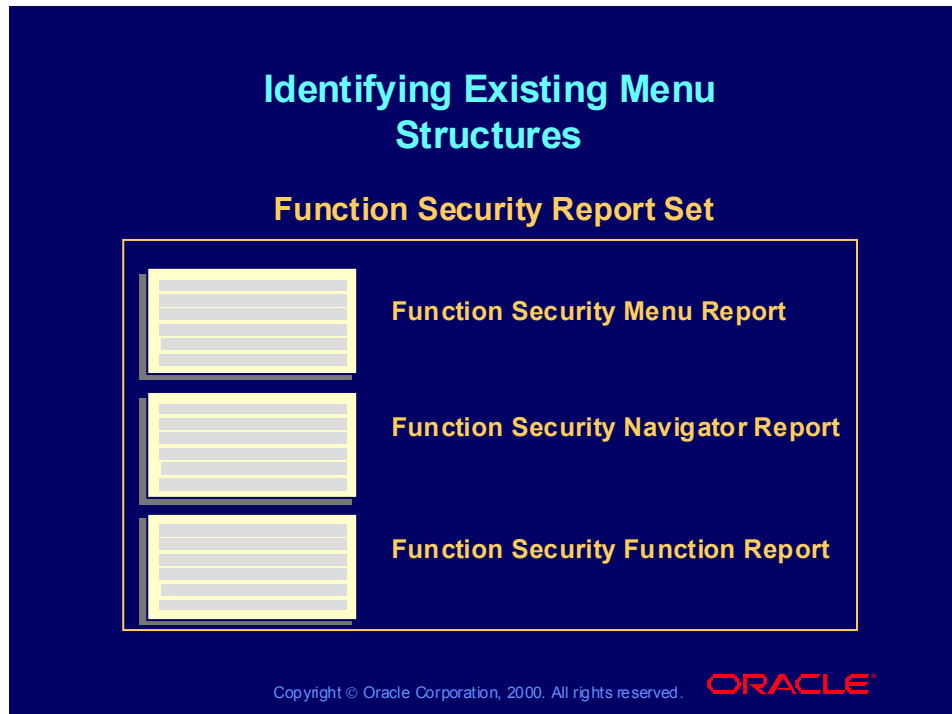 Identifying Existing Menu
Structures
Function Security Report Set
Function Security Menu Report
Function Security Navigator Report
Function Security Function Report
Copyright © Oracle Corporation, 2000. All rights reserved.
ORACLE®